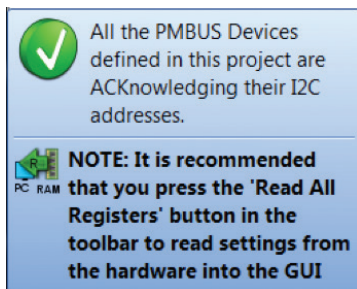 All the PMBUS Devices
defined in this project are
ACKnowledging their I2C
addresses.
R
PC RAM
NOTE: It is recommended
that you press the 'Read All
Registers' button in the
toolbar to read settings from
the hardware into the GUI